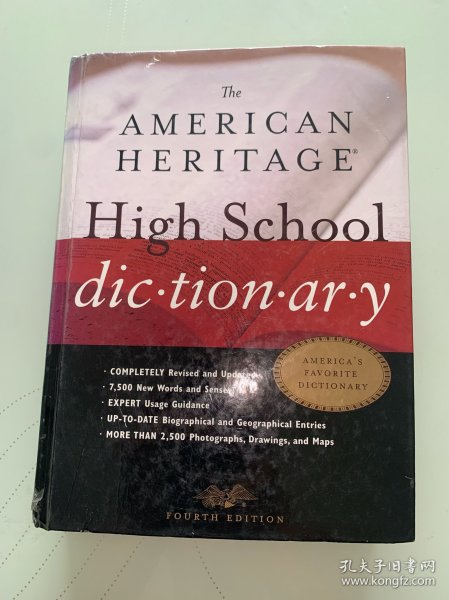 The
AMERICAN
HERITAGE®
High School
dic·tion·ar·y
AMERICA'S
FAVORITE
DICTIONARY
· COMPLETELY Revised and Updated
· 7,500 New Words and Senses
· EXPERT Usage Guidance
· UP-TO-DATE Biographical and Geographical Entries
· MORE THAN 2,500 Photographs, Drawings, and Maps
FOURTH EDITION
孔夫子旧书网
www.kongfz.com